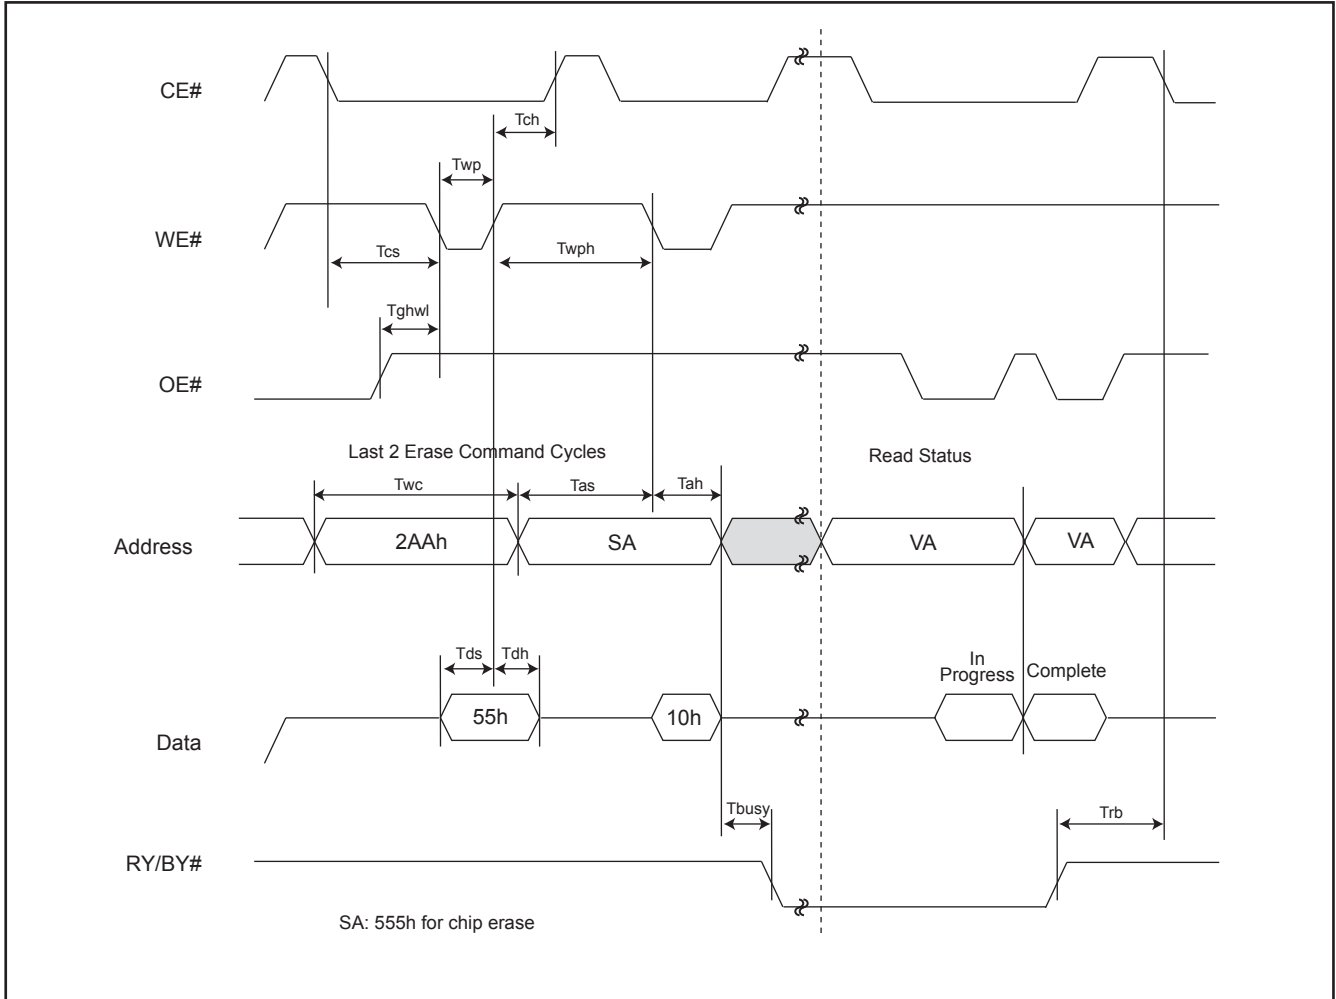 CE#
Tch
Twp
WE#
Tcs
Twph
Tghwl
OE#
Last 2 Erase Command Cycles
Read Status
Twc
Tas
Tah
Address
2AAh
SA
VA
VA
Tds
Tdh
In
Progress
Complete
55h
10h
Data
Tbusy
Trb
RY/BY#
SA: 555h for chip erase